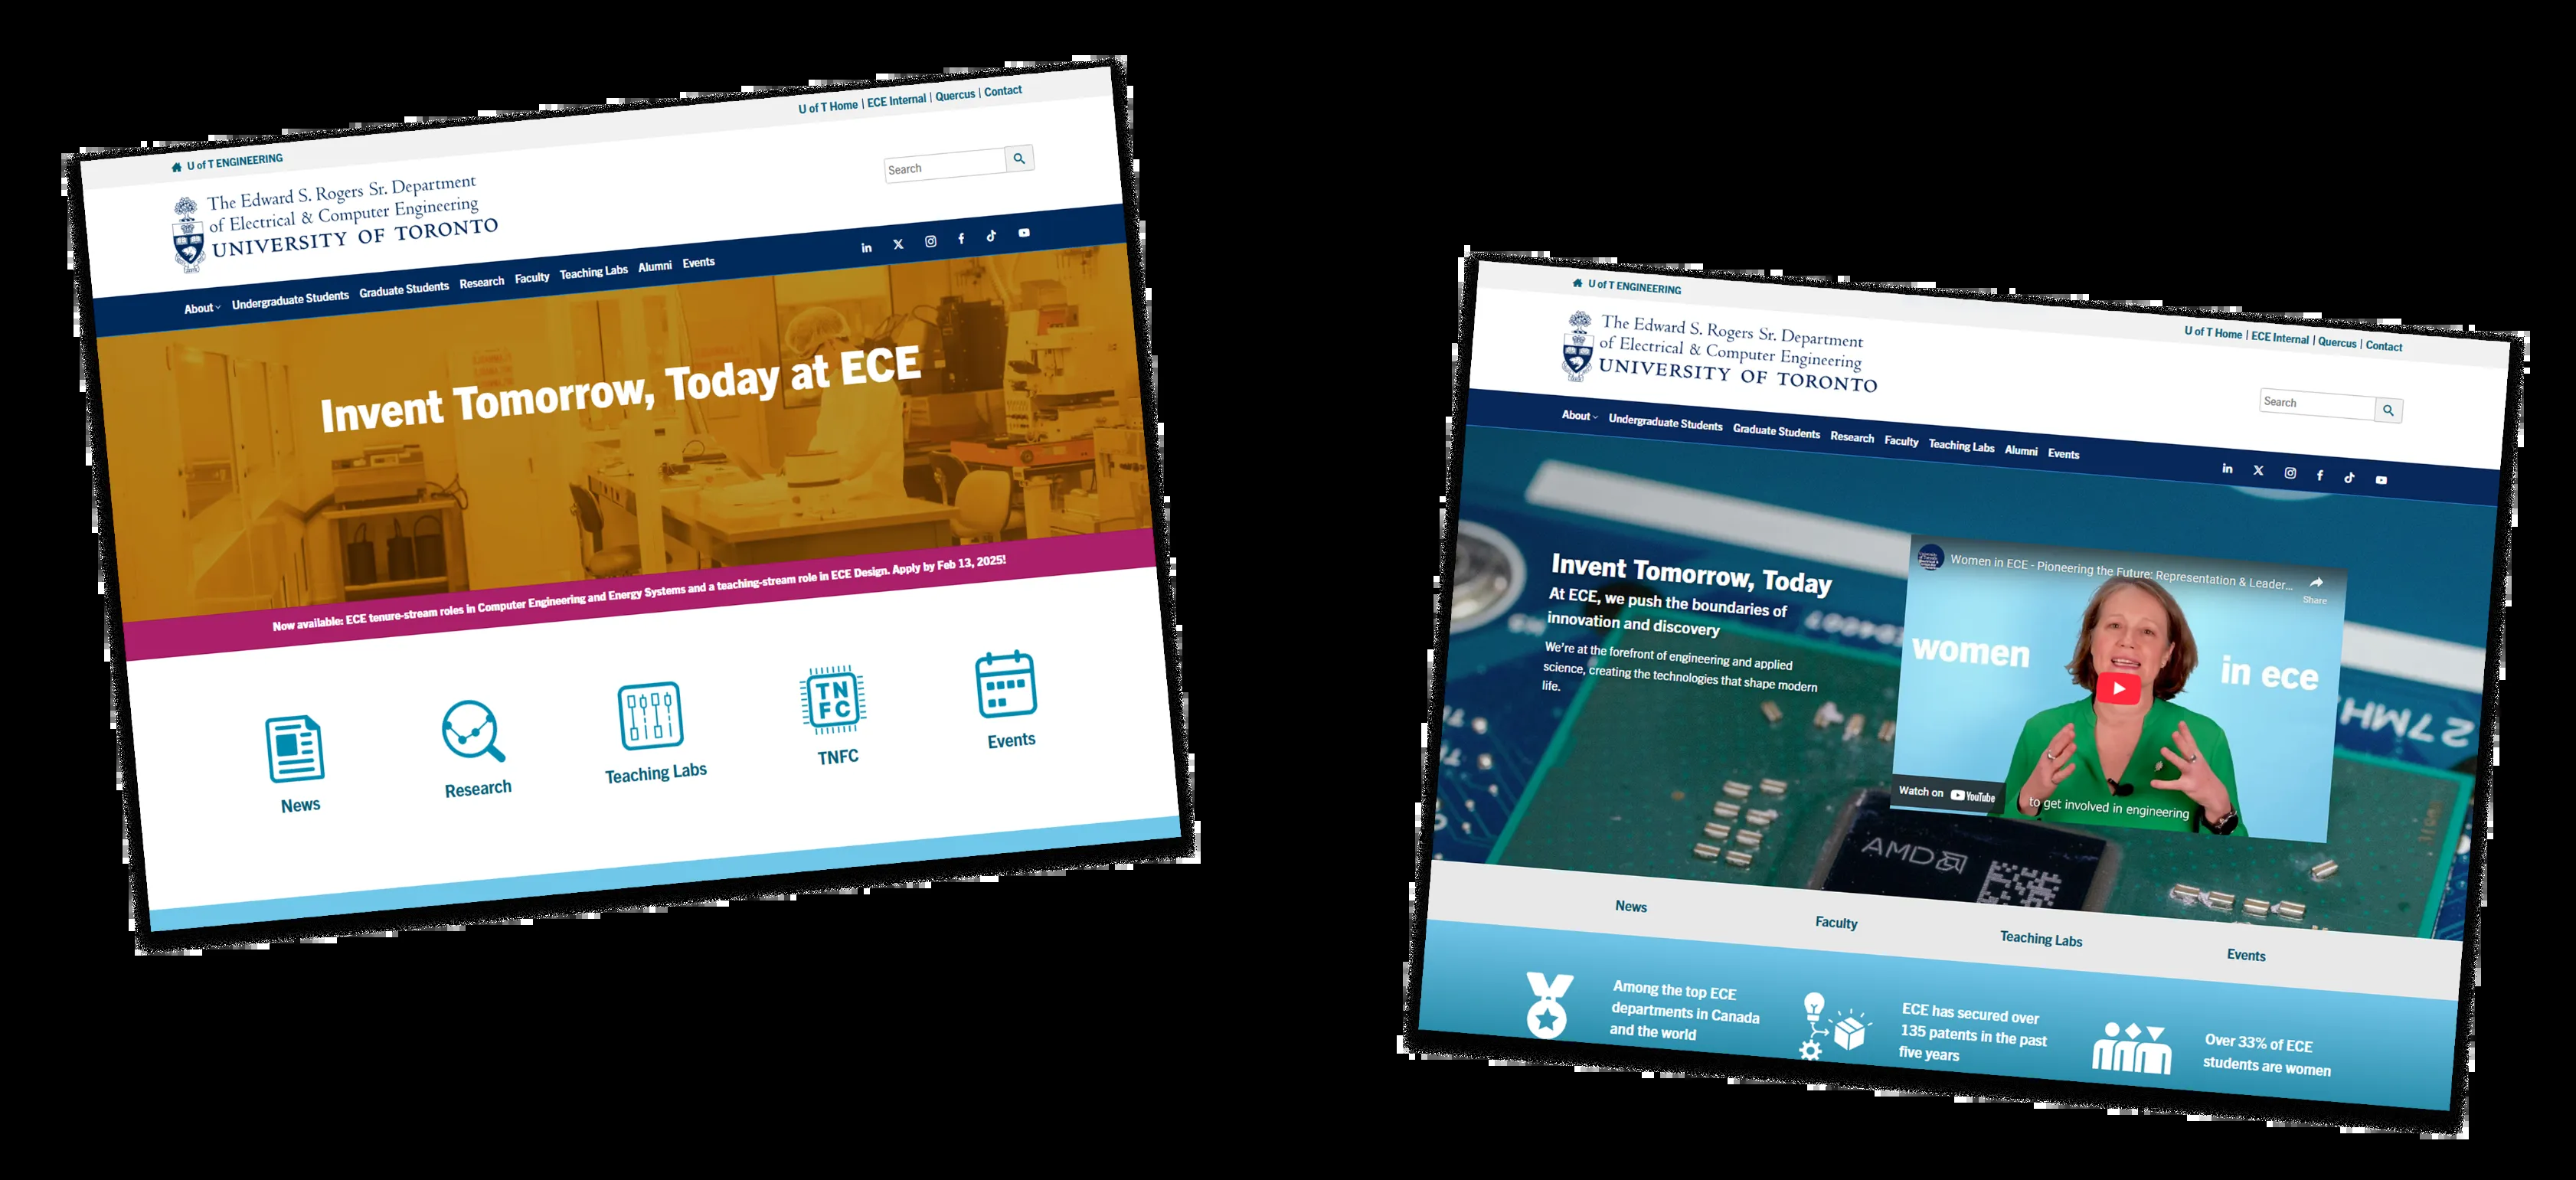 U of T ENGINEERING
U of T Home | ECE Internal | Quercus | Contact
The Edward S. Rogers Sr. Department
of Electrical & Computer Engineering
UNIVERSITY OF TORONTO
Search
About Undergraduate Students Graduate Students Research Faculty Teaching Labs Alumni Events
Invent Tomorrow, Today at ECE
Now available: ECE tenure-stream roles in Computer Engineering and Energy Systems and a teaching-stream role in ECE Design. Apply by Feb 13, 2025!
News
Research
Teaching Labs
TN
FC
TNFC
Events
U of T ENGINEERING
U of T Home | ECE Internal | Quercus | Contact
The Edward S. Rogers Sr. Department
of Electrical & Computer Engineering
UNIVERSITY OF TORONTO
Search
About Undergraduate Students Graduate Students Research Faculty Teaching Labs Alumni Events
Invent Tomorrow, Today
At ECE, we push the boundaries of
innovation and discovery
We're at the forefront of engineering and applied
science, creating the technologies that shape modern
life.
Women in ECE - Pioneering the Future: Representation & Leader...
Share
women in ece
Watch on YouTube
to get involved in engineering
27MHz
AMD
News
Faculty
Teaching Labs
Events
Among the top ECE
departments in Canada
and the world
ECE has secured over
135 patents in the past
five years
Over 33% of ECE
students are women